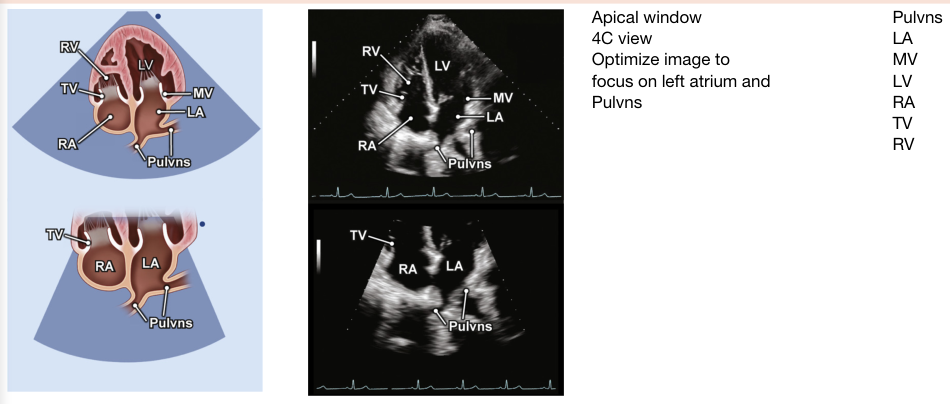 RV
LV
TV
MV
LA
RA
Pulvns
TV
RA
LA
Pulvns
RV
LV
TV
MV
LA
RA
Pulvns
TV
RA
LA
Pulvns
Apical window
4C view
Optimize image to
focus on left atrium and
Pulvns
Pulvns
LA
MV
LV
RA
TV
RV